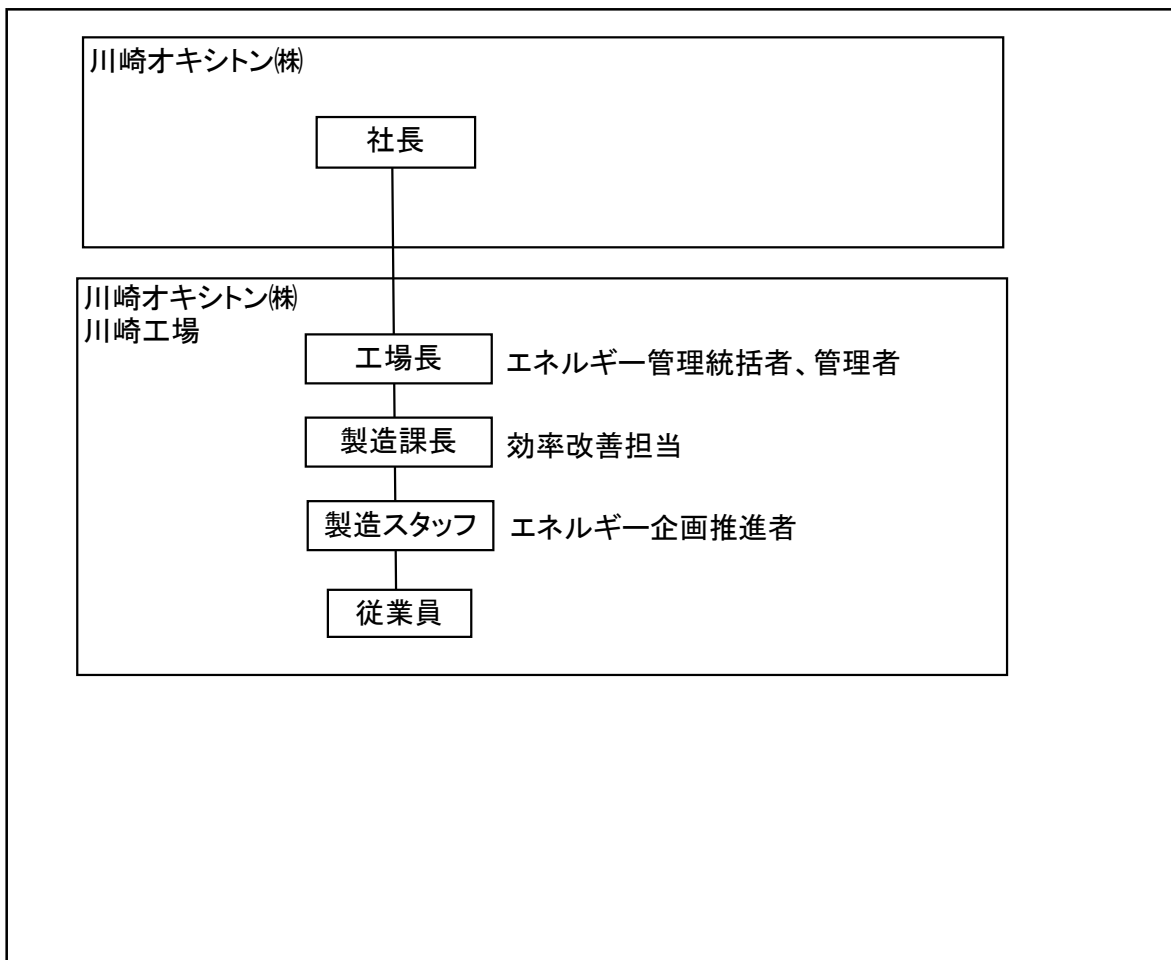 川崎オキシトン㈱
社長
川崎オキシトン㈱
川崎工場
工場長 エネルギー管理統括者、管理者
製造課長 効率改善担当
製造スタッフ エネルギー企画推進者
従業員